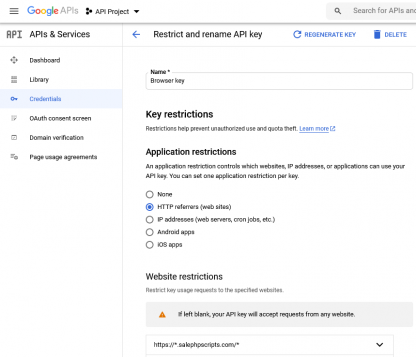 Google APIs API Project Search for APIs and
API APIs & Services Restrict and rename API key REGENERATE KEY DELETE
Dashboard
Library
Credentials
OAuth consent screen
Domain verification
Page usage agreements
Name *
Browser key
Key restrictions
Restrictions help prevent unauthorized use and quota theft. Learn more
Application restrictions
An application restriction controls which websites, IP addresses, or applications can use your
API key. You can set one application restriction per key.
None
HTTP referrers (web sites)
IP addresses (web servers, cron jobs, etc.)
Android apps
iOS apps
Website restrictions
Restrict key usage requests to the specified websites.
If left blank, your API key will accept requests from any website.
https://*.salephpscripts.com/*